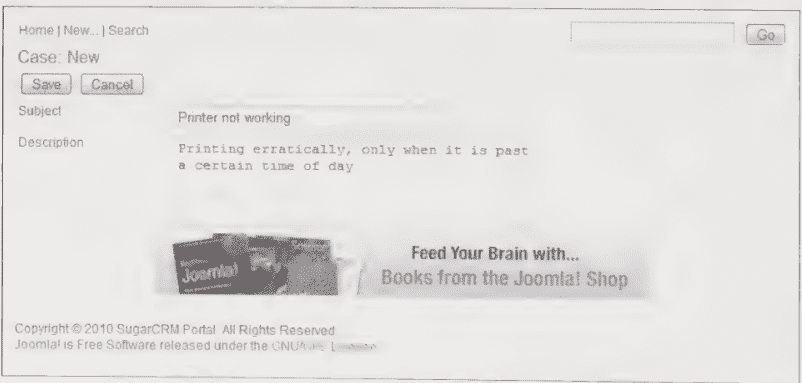 Home | New... | Search
Go
Case: New
Save Cancel
Subject
Printer not working
Description
Printing erratically, only when it is past
a certain time of day
Joomla!
Feed Your Brain with...
Books from the Joomla! Shop
Copyright © 2010 SugarCRM Portal All Rights Reserved
Joomla! is Free Software released under the